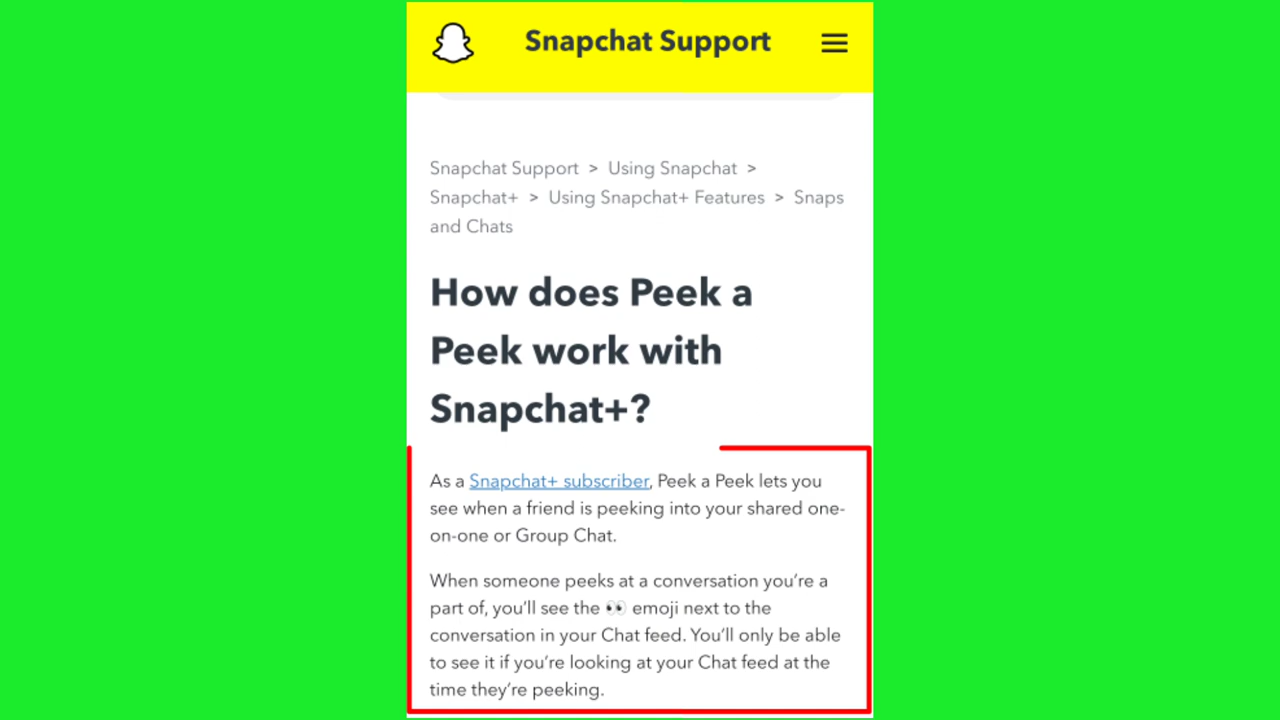 Snapchat Support
Snapchat Support > Using Snapchat >
Snapchat+ > Using Snapchat+ Features > Snaps
and Chats
How does Peek a
Peek work with
Snapchat+?
As a Snapchat+ subscriber, Peek a Peek lets you
see when a friend is peeking into your shared one-
on-one or Group Chat.
When someone peeks at a conversation you’re a
part of, you’ll see the 👀 emoji next to the
conversation in your Chat feed. You’ll only be able
to see it if you’re looking at your Chat feed at the
time they’re peeking.